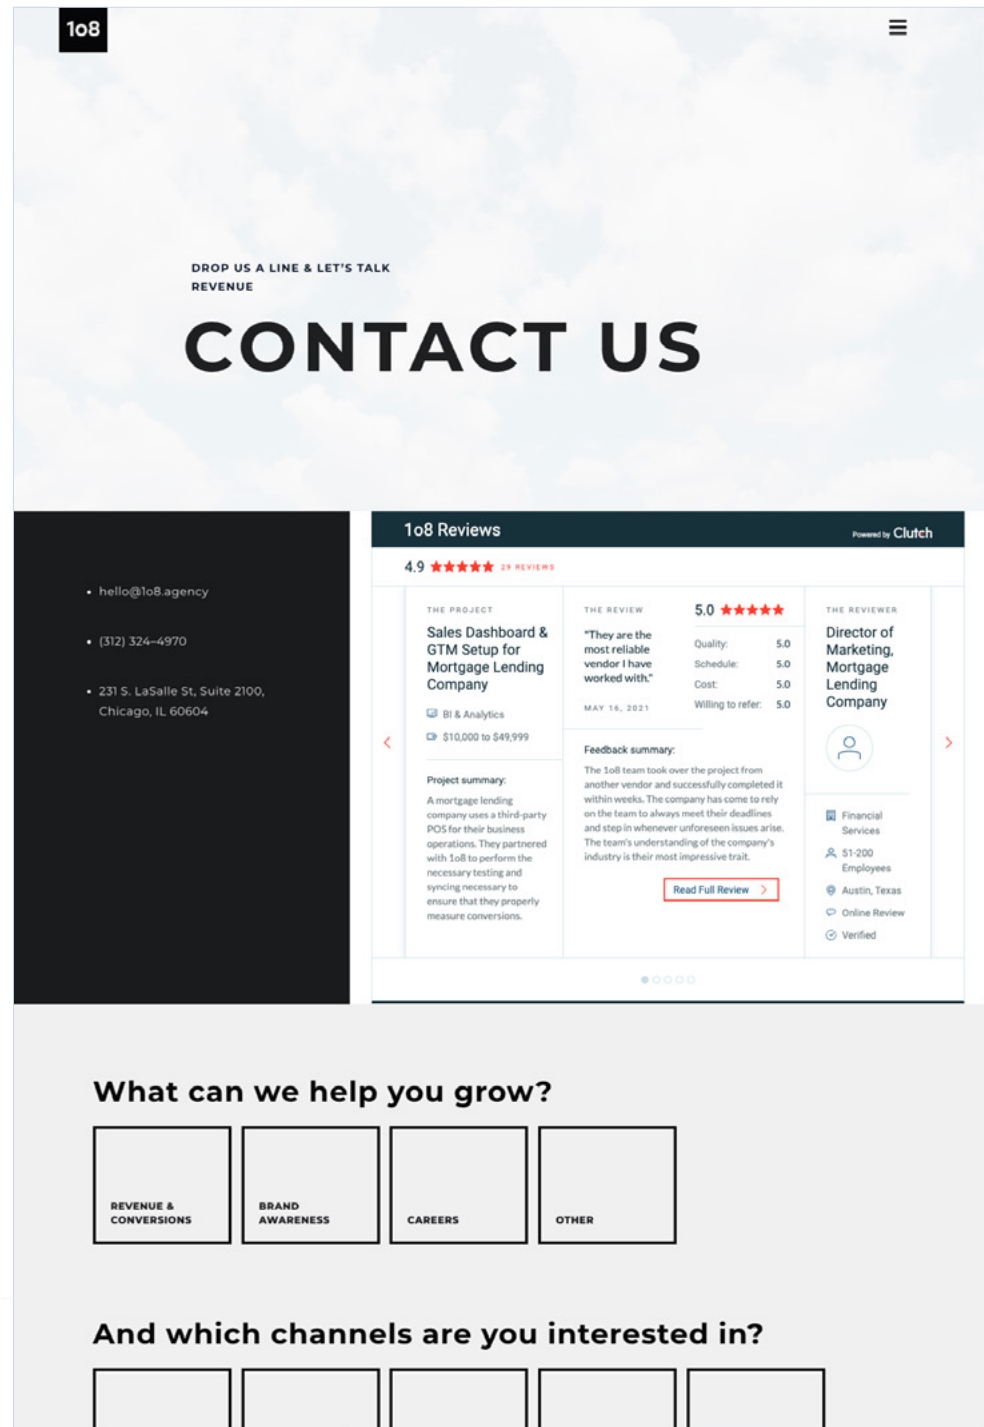 1o8
DROP US A LINE & LET'S TALK
REVENUE
CONTACT US
hello@1o8.agency
(312) 324–4970
231 S. LaSalle St, Suite 2100,
Chicago, IL 60604
1o8 Reviews
Powered by Clutch
4.9 29 REVIEWS
THE PROJECT
Sales Dashboard &
GTM Setup for
Mortgage Lending
Company
BI & Analytics
$10,000 to $49,999
Project summary:
A mortgage lending
company uses a third-party
POS for their business
operations. They partnered
with 1o8 to perform the
necessary testing and
syncing necessary to
ensure that they properly
measure conversions.
THE REVIEW
"They are the
most reliable
vendor I have
worked with."
MAY 16, 2021
5.0
Quality: 5.0
Schedule: 5.0
Cost: 5.0
Willing to refer: 5.0
Feedback summary:
The 1o8 team took over the project from
another vendor and successfully completed it
within weeks. The company has come to rely
on the team to always meet their deadlines
and step in whenever unforeseen issues arise.
The team's understanding of the company's
industry is their most impressive trait.
Read Full Review
THE REVIEWER
Director of
Marketing,
Mortgage
Lending
Company
Financial
Services
51-200
Employees
Austin, Texas
Online Review
Verified
What can we help you grow?
REVENUE &
CONVERSIONS
BRAND
AWARENESS
CAREERS
OTHER
And which channels are you interested in?